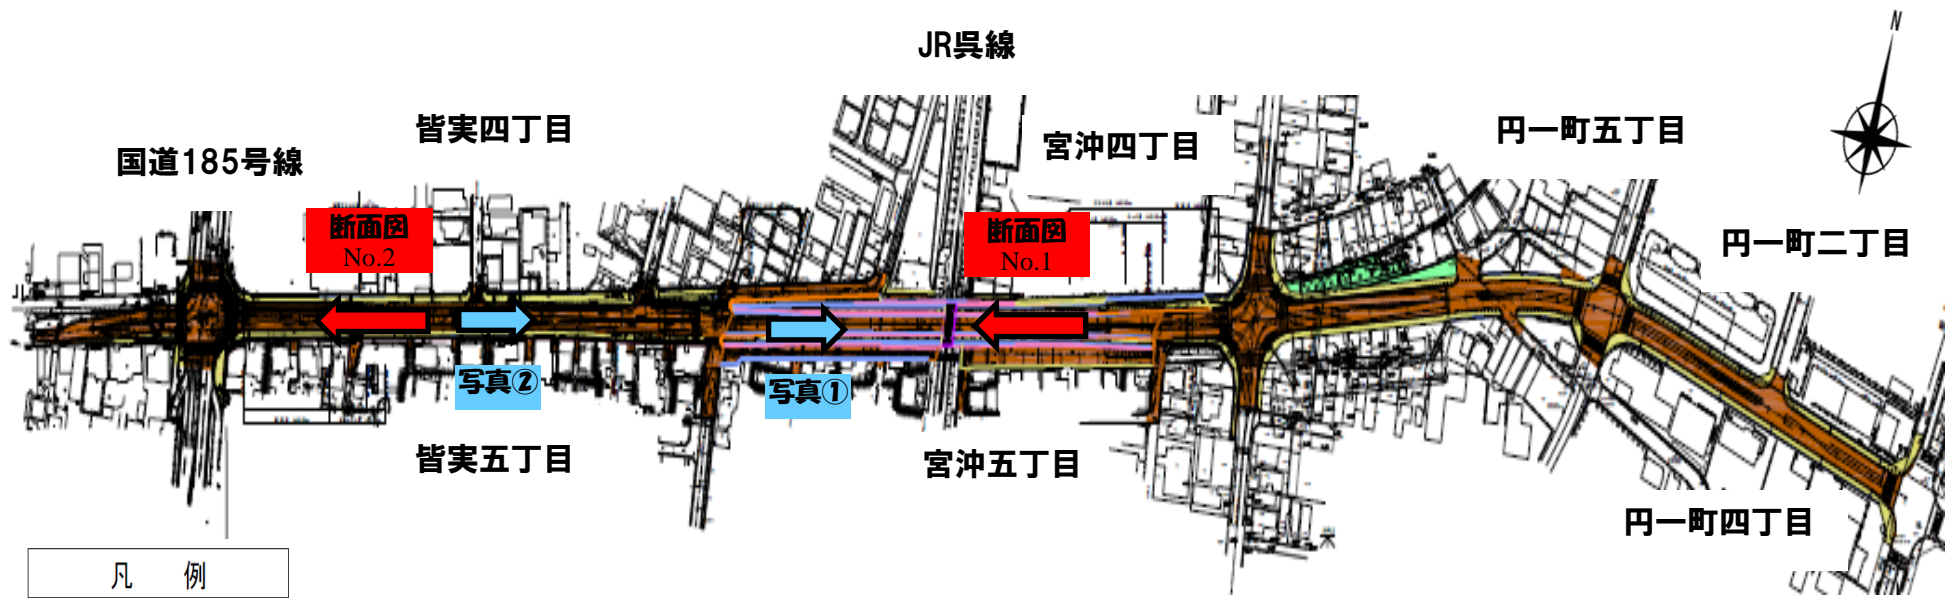 JR呉線
N
皆実四丁目
宮沖四丁目
円一町五丁目
国道185号線
断面図
No.2
断面図
No.1
円一町二丁目
写真②
写真①
皆実五丁目
宮沖五丁目
円一町四丁目
凡 例